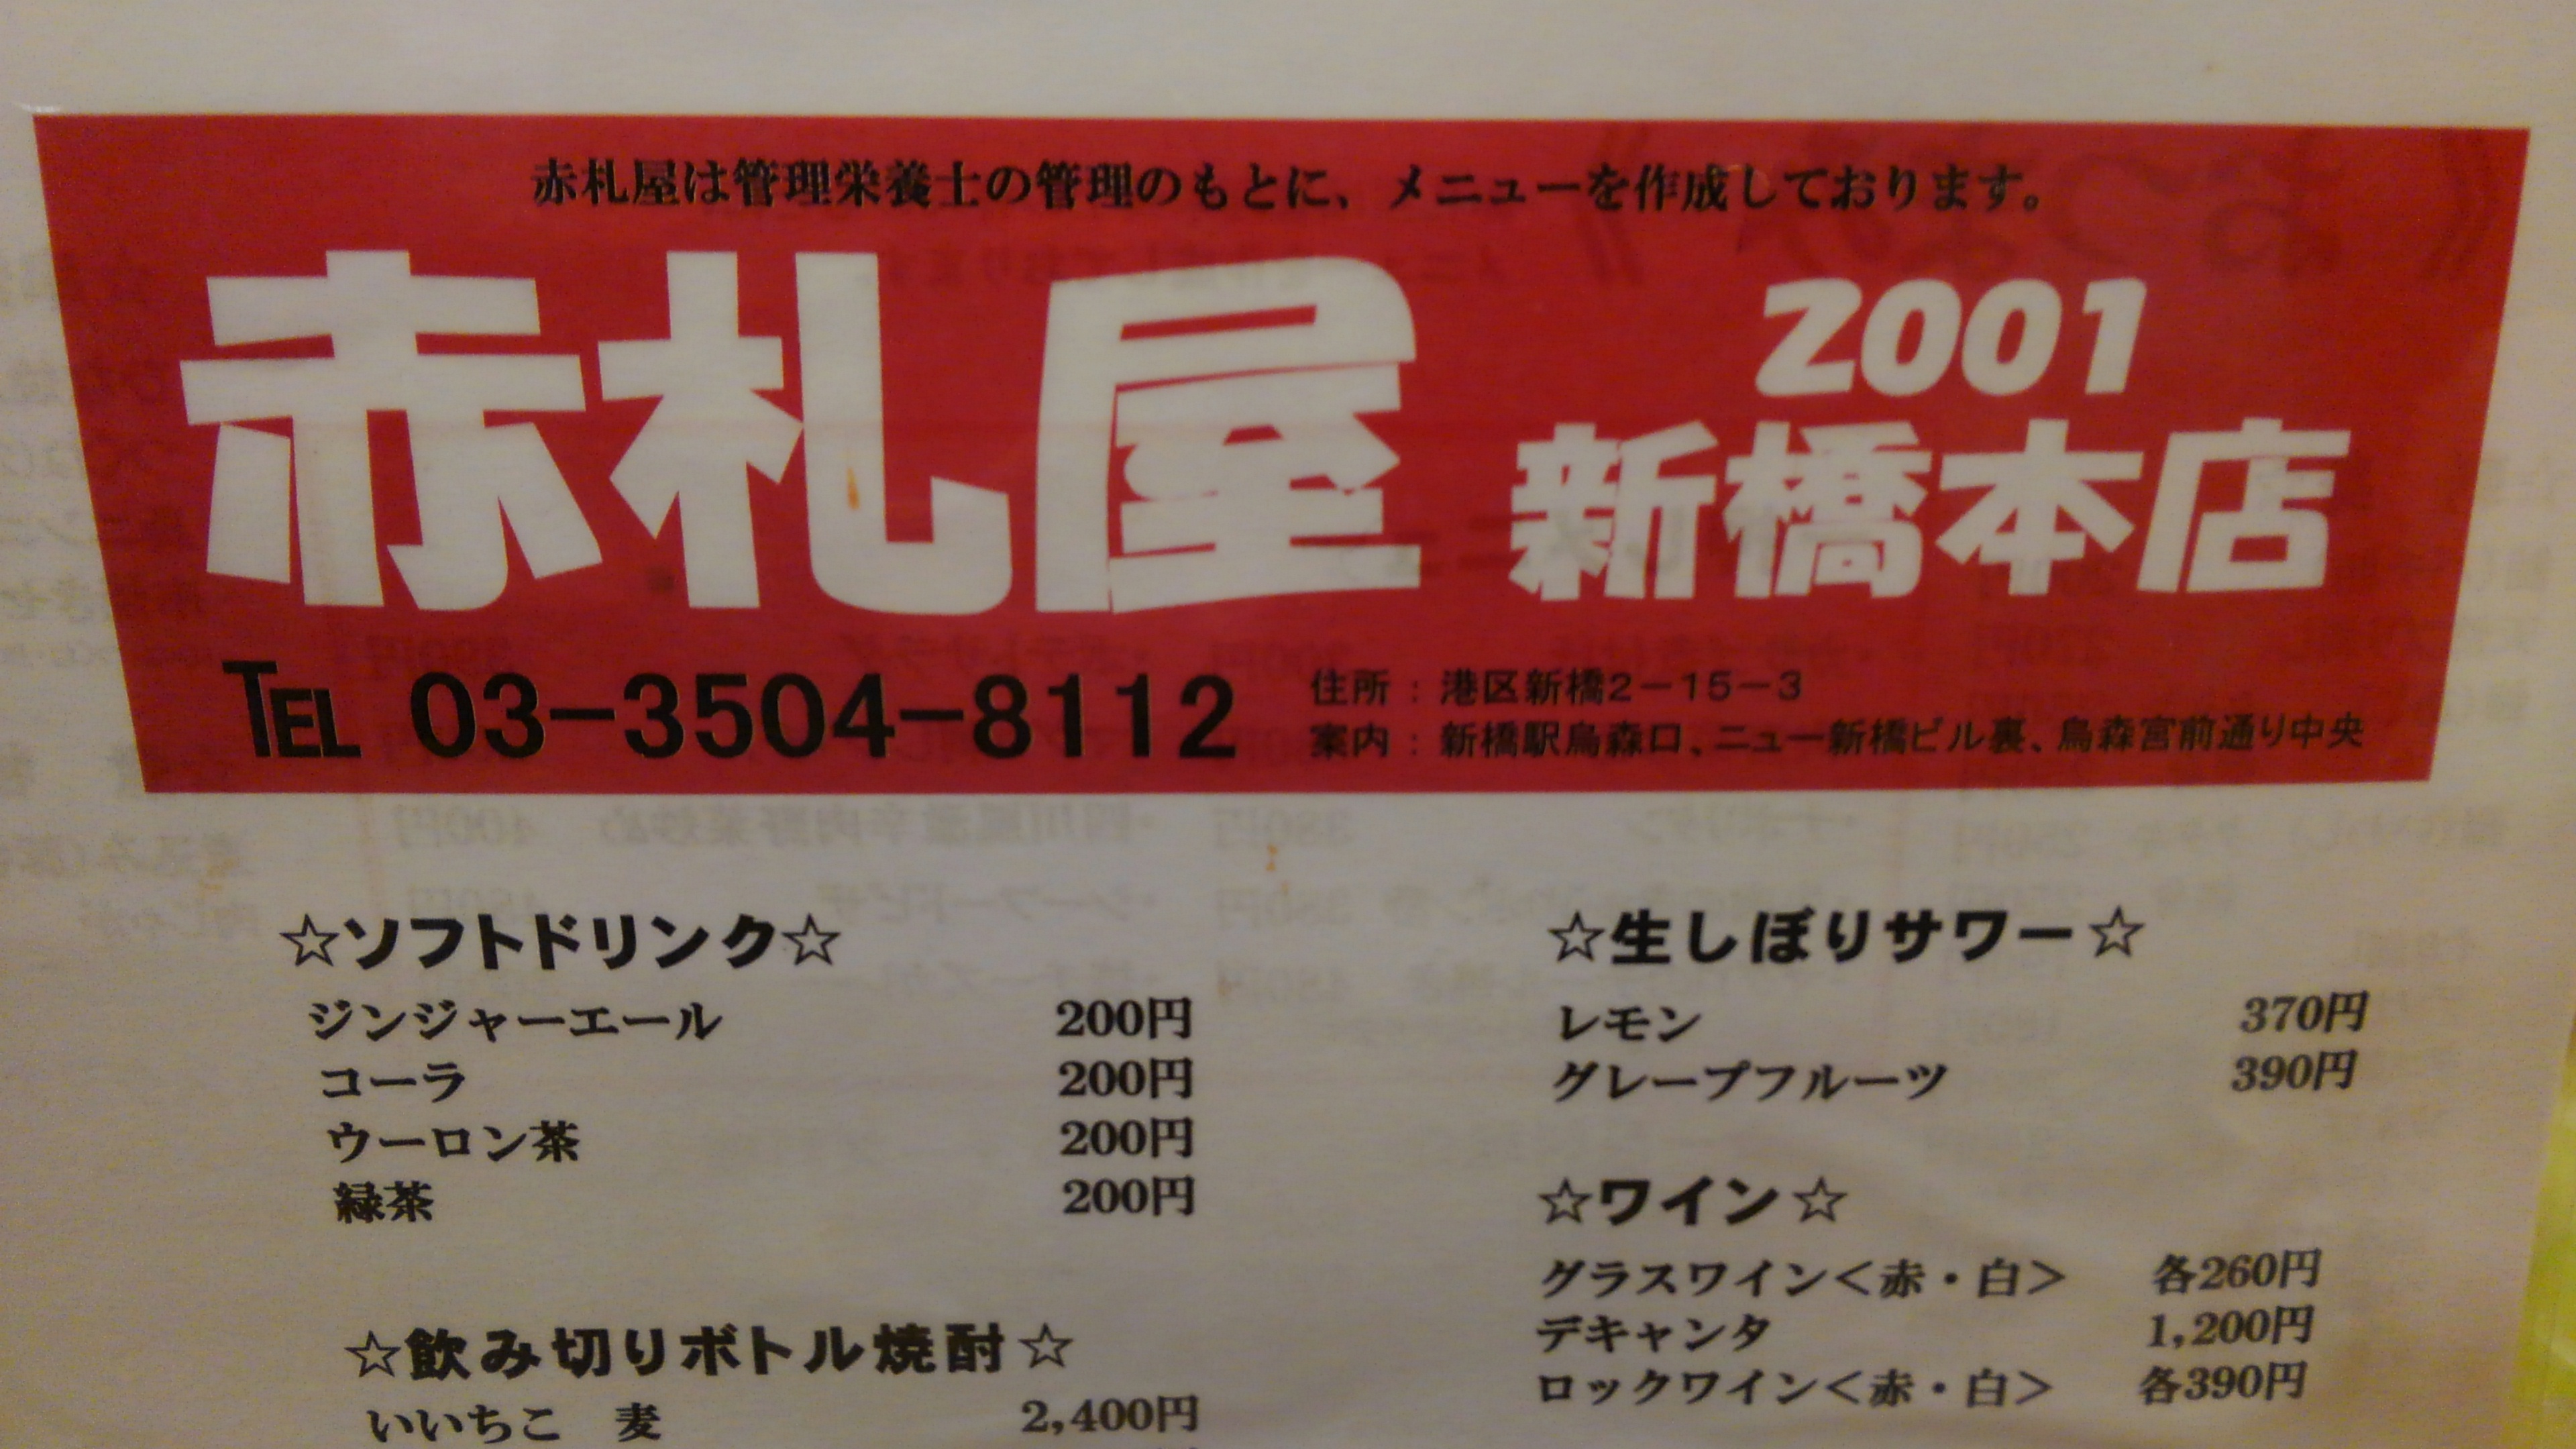 赤札屋は管理栄養士の管理のもとに、メニューを作成しております。
赤札屋 2001 新橋本店
TEL 03-3504-8112
住所：港区新橋2-15-3
案内：新橋駅烏森口、ニュー新橋ビル裏、烏森宮前通り中央
☆ソフトドリンク☆
ジンジャーエール 200円
コーラ 200円
ウーロン茶 200円
緑茶 200円
☆飲み切りボトル焼酎☆
いいちこ 麦 2,400円
☆生しぼりサワー☆
レモン 370円
グレープフルーツ 390円
☆ワイン☆
グラスワイン＜赤・白＞ 各260円
デキャンタ 1,200円
ロックワイン＜赤・白＞ 各390円